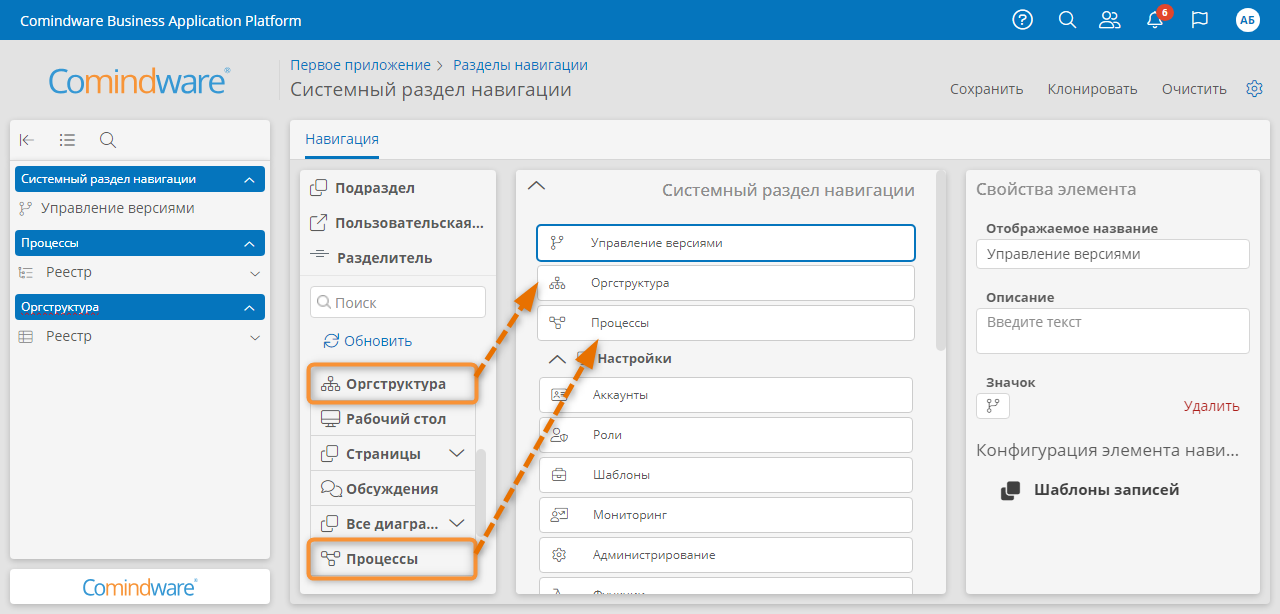 Comindware Business Application Platform
6
АБ
Comindware®
Первое приложение > Разделы навигации
Системный раздел навигации
Сохранить
Клонировать
Очистить
Системный раздел навигации
Управление версиями
Процессы
Реестр
Оргструктура
Реестр
Comindware®
Навигация
Подраздел
Пользовательская...
Разделитель
Поиск
Обновить
Оргструктура
Рабочий стол
Страницы
Обсуждения
Все диагра...
Процессы
Системный раздел навигации
Управление версиями
Оргструктура
Процессы
Настройки
Аккаунты
Роли
Шаблоны
Мониторинг
Администрирование
Функции
Свойства элемента
Отображаемое название
Управление версиями
Описание
Введите текст
Значок
Удалить
Конфигурация элемента нави...
Шаблоны записей